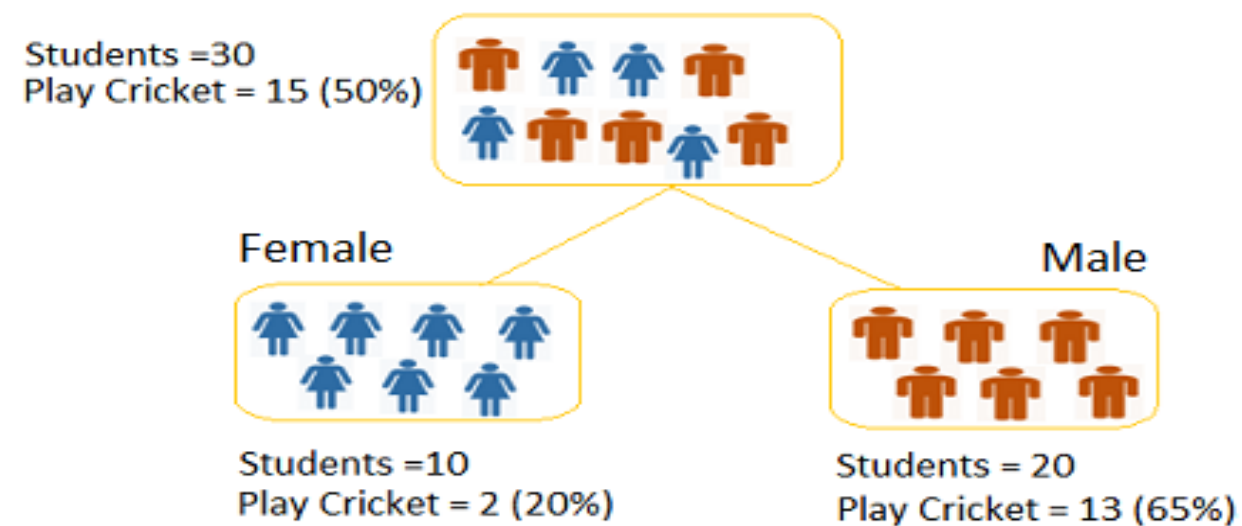 Students =30
Play Cricket = 15 (50%)
Female
Male
Students =10
Play Cricket = 2 (20%)
Students = 20
Play Cricket = 13 (65%)